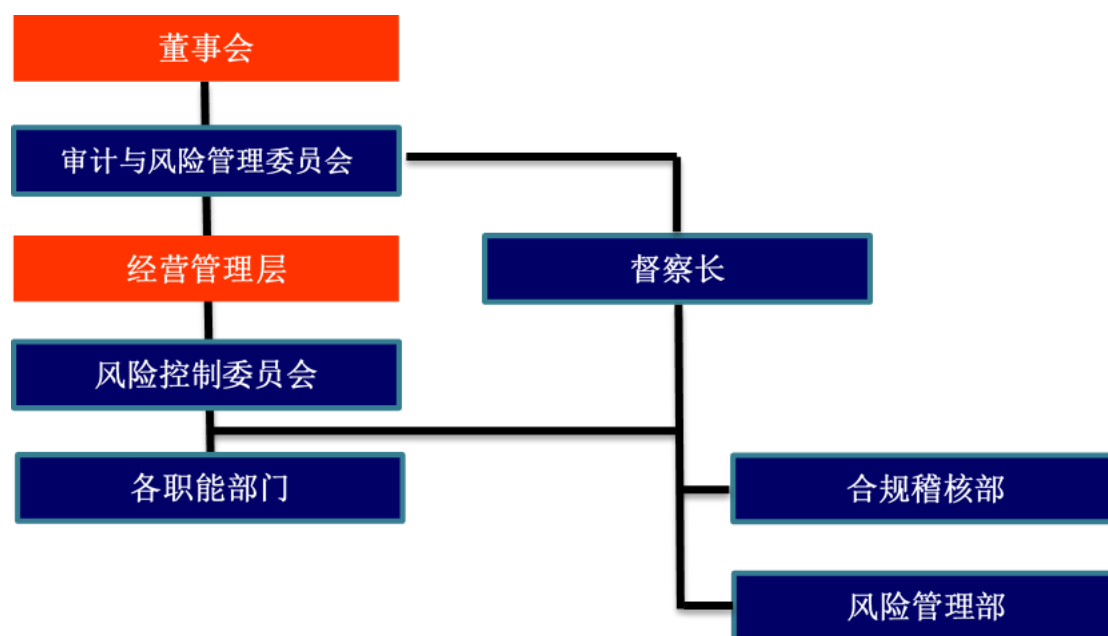 董事会
审计与风险管理委员会
经营管理层
督察长
风险控制委员会
各职能部门
合规稽核部
风险管理部